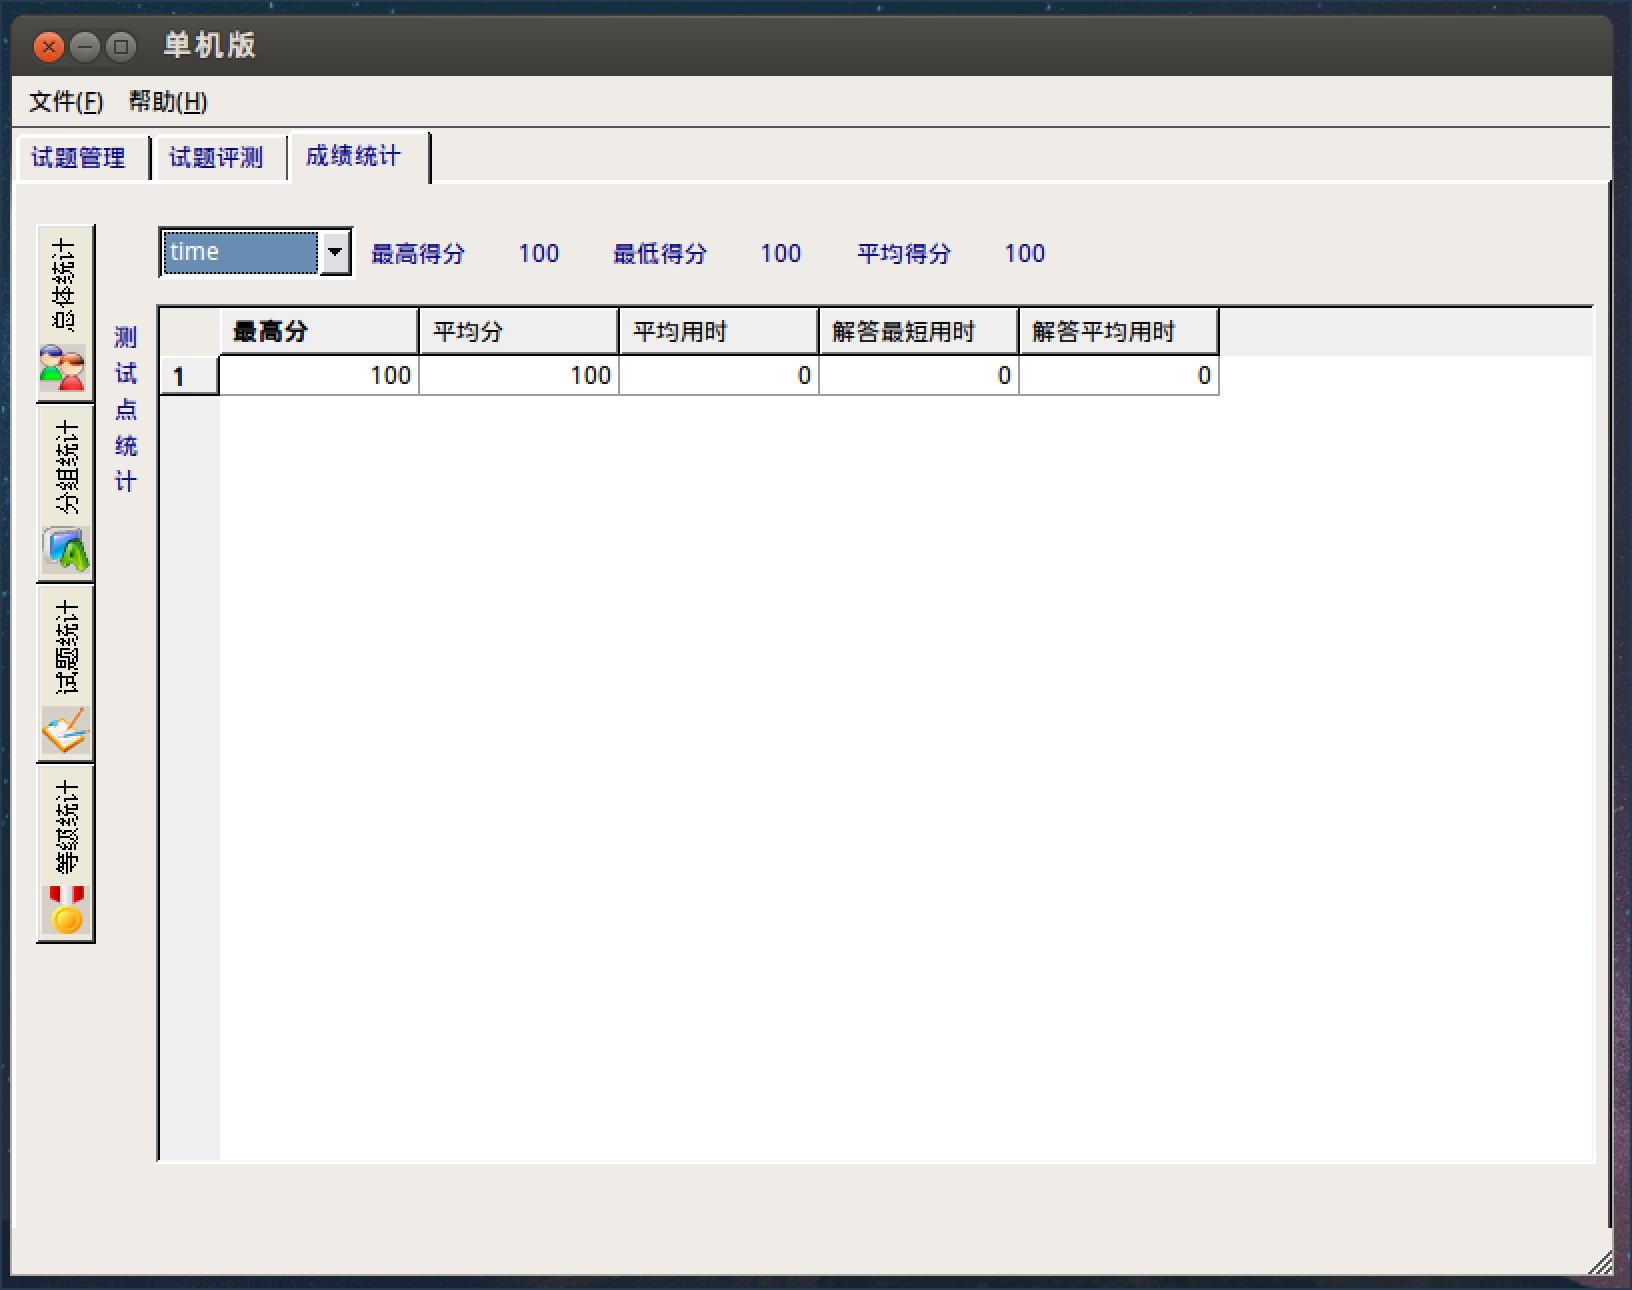 单机版
文件(F) 帮助(H)
试题管理 试题评测 成绩统计
总体统计
分组统计
试题统计
等级统计
time 最高得分 100 最低得分 100 平均得分 100
测试点统计
最高分 平均分 平均用时 解答最短用时 解答平均用时
1 100 100 0 0 0